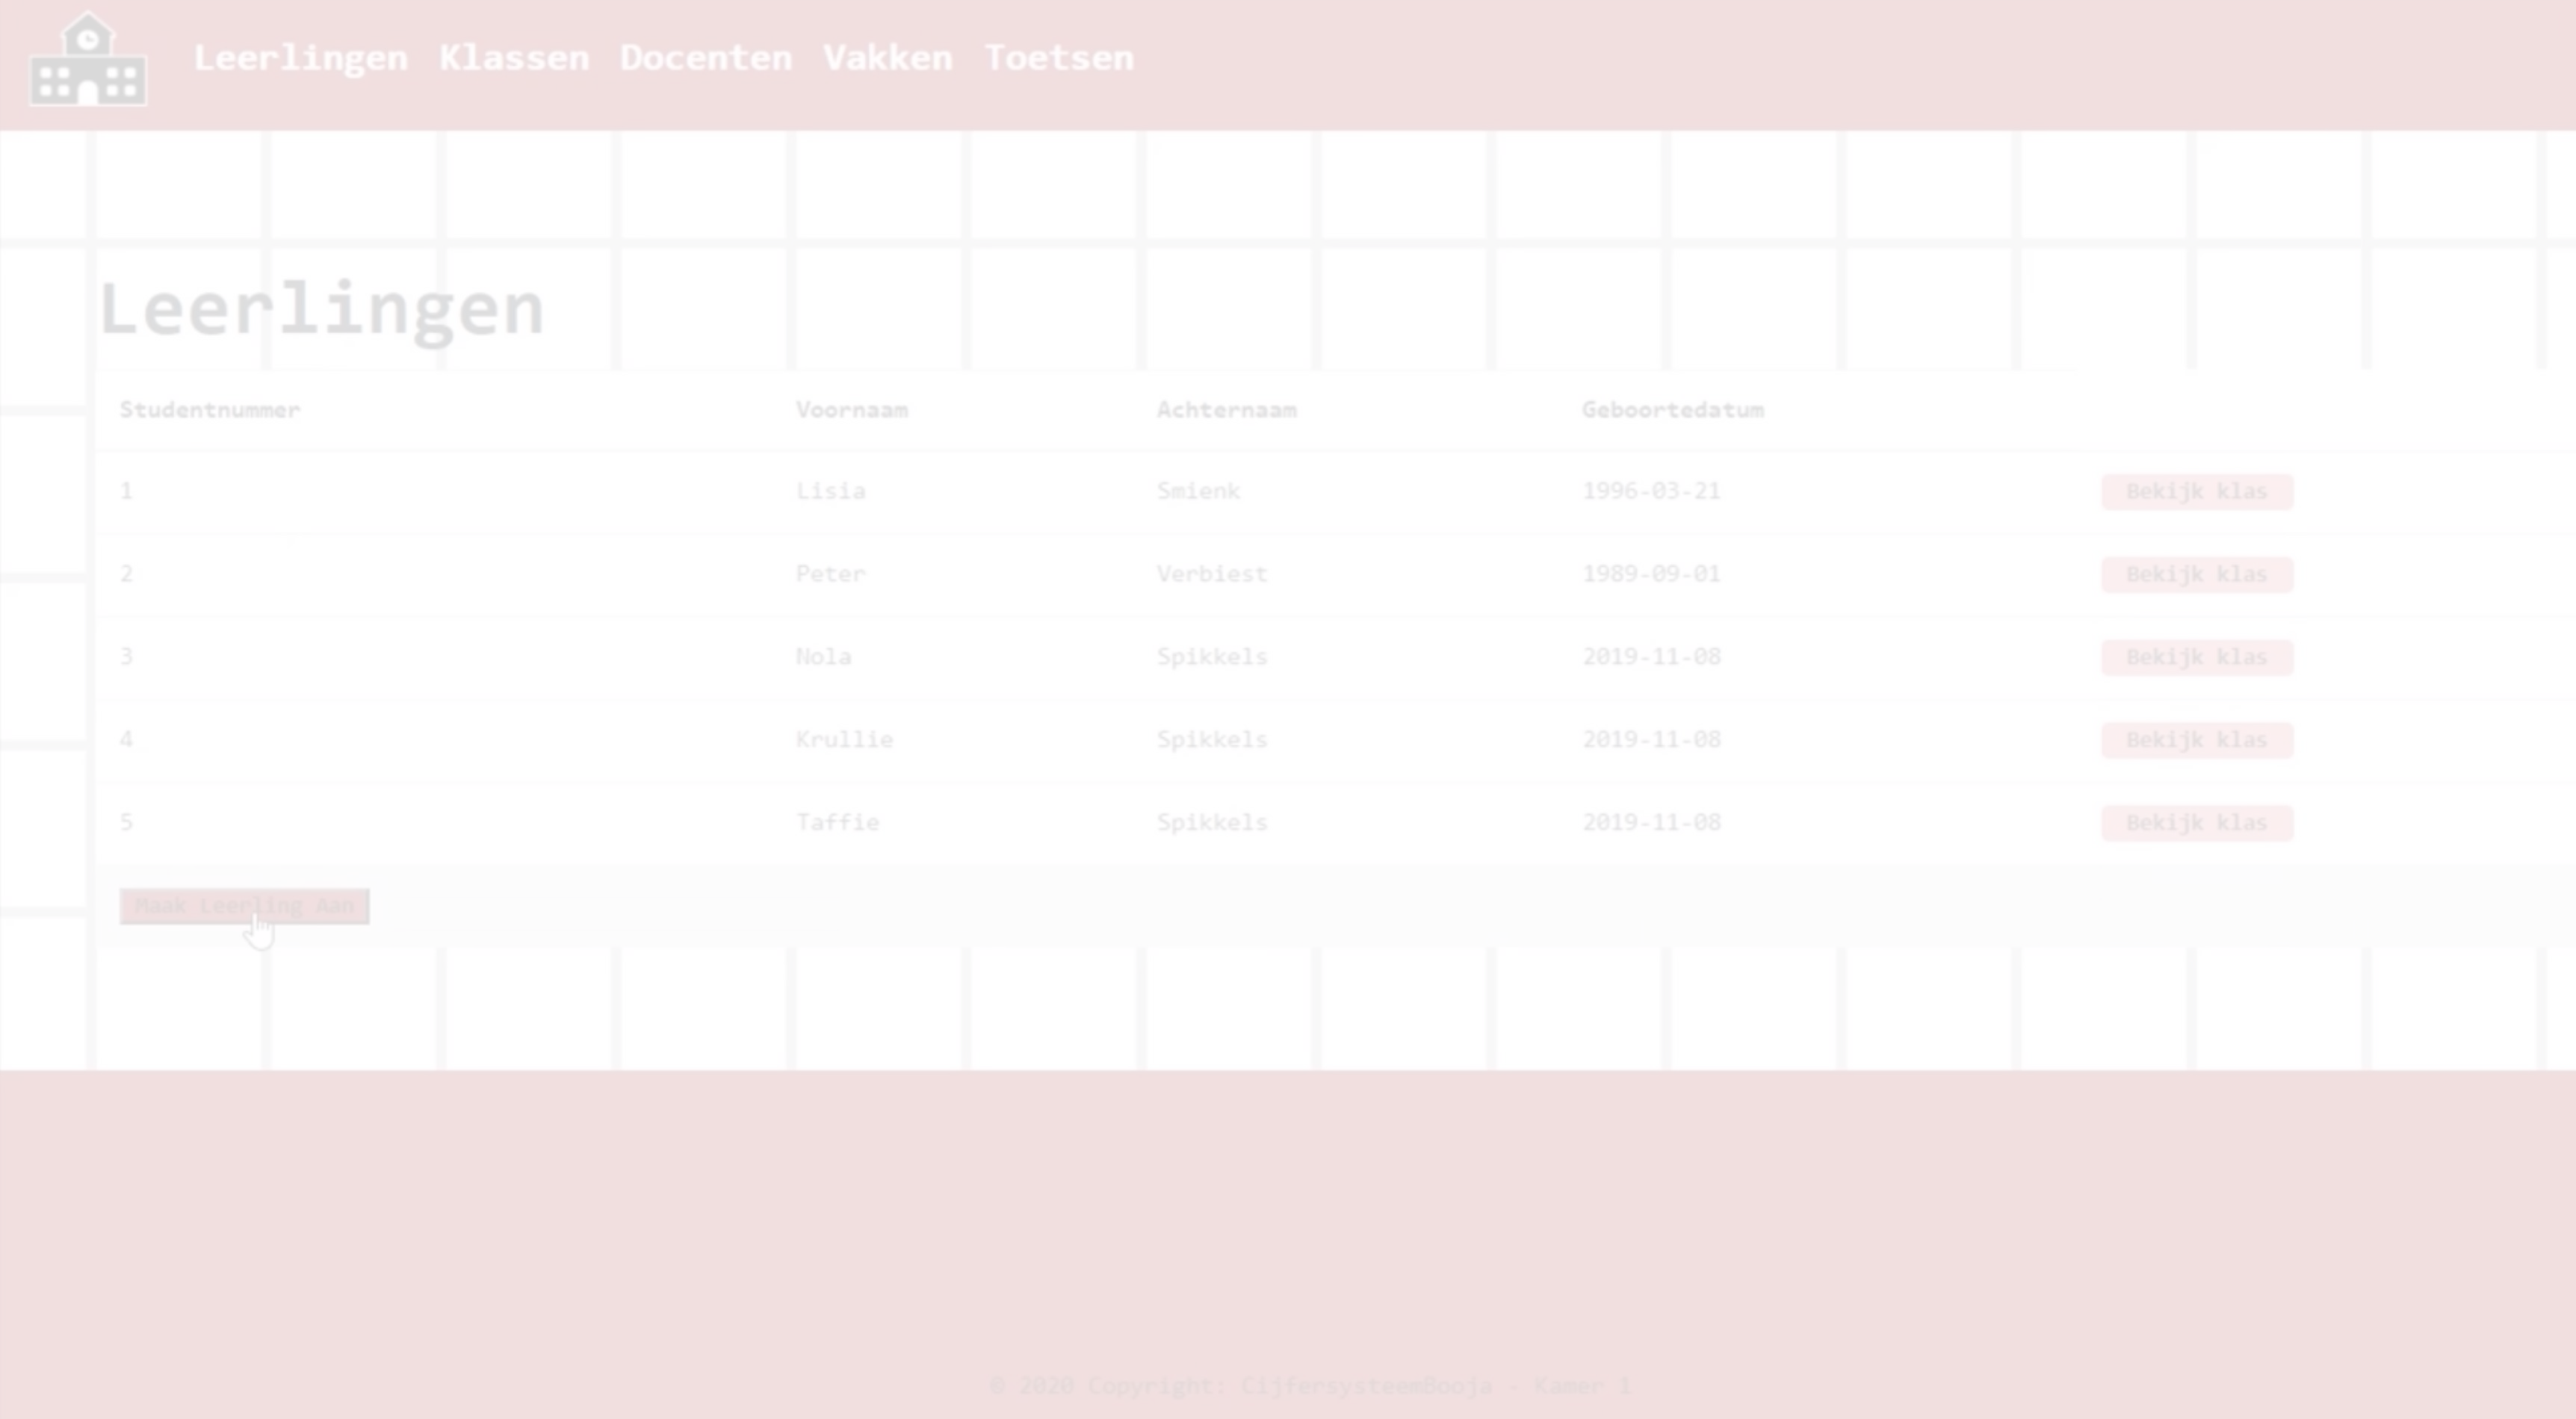 Leerlingen Klassen Docenten Vakken Toetsen
Leerlingen
Studentnummer Voornaam Achternaam Geboortedatum
1 Lisia Smienk 1996-03-21 Bekijk klas
2 Peter Verbiest 1989-09-01 Bekijk klas
3 Nola Spikkels 2019-11-08 Bekijk klas
4 Krullie Spikkels 2019-11-08 Bekijk klas
5 Taffie Spikkels 2019-11-08 Bekijk klas
Maak Leerling Aan
© 2020 Copyright: CijfersysteemBooja - Kamer 1